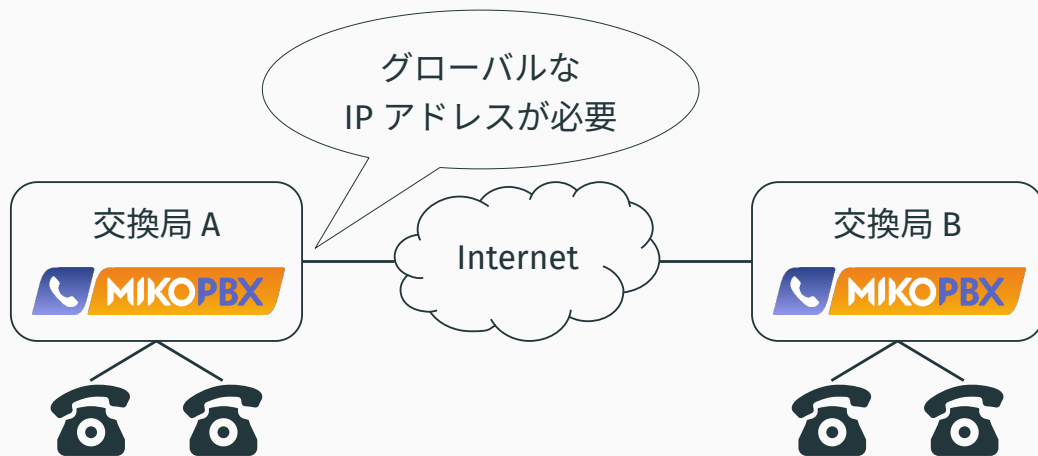 グローバルな
IP アドレスが必要
交換局 A
MIKOPBX
Internet
交換局 B
MIKOPBX